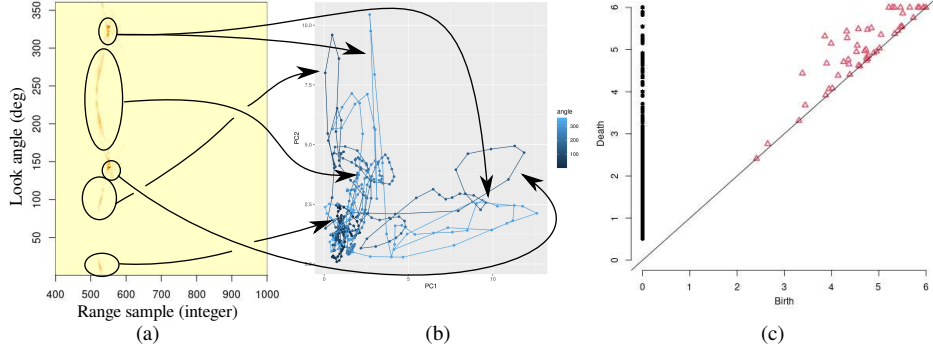 Look angle (deg)
350
300
250
200
150
100
50
400 500 600 700 800 900 1000
Range sample (integer)
(a)
PC2
10.0
7.5
5.0
2.5
0.0
0 5 10
PC1
angle
300
200
100
(b)
Death
6
5
4
3
2
1
0
0 1 2 3 4 5 6
Birth
(c)